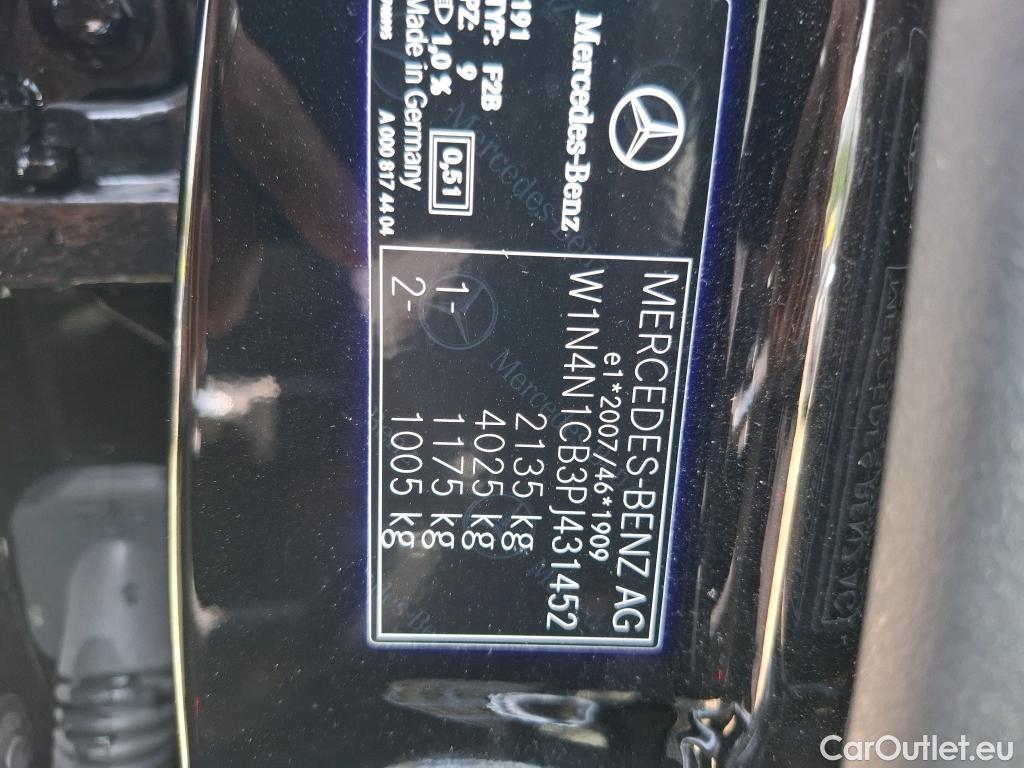 Mercedes-Benz
MERCEDES-BENZ AG
e1*2007/46*1909
W1N4N1CB3PJ431452
2135 kg
4025 kg
1- 1175 kg
2- 1005 kg
191
TYP: F2B
PZ: 9
1,0 %
0,51
Made in Germany
A 000 817 44 04
CarOutlet.eu